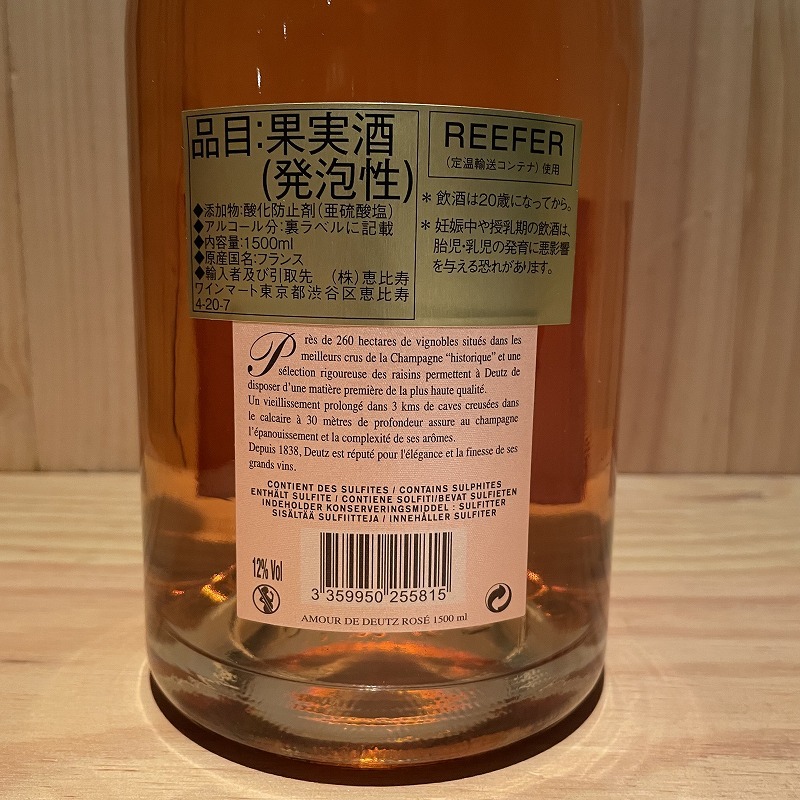 品目:果実酒
(発泡性)
◆添加物:酸化防止剤(亜硫酸塩)
◆アルコール分:裏ラベルに記載
◆内容量:1500ml
◆原産国名:フランス
◆輸入者及び引取先 (株)恵比寿
ワインマート東京都渋谷区恵比寿
4-20-7
REEFER
(定温輸送コンテナ)使用
* 飲酒は20歳になってから。
* 妊娠中や授乳期の飲酒は、
胎児・乳児の発育に悪影響
を与える恐れがあります。
Près de 260 hectares de vignobles situés dans les
meilleurs crus de la Champagne “historique” et une
sélection rigoureuse des raisins permettent à Deutz de
disposer d’une matière première de la plus haute qualité.
Un vieillissement prolongé dans 3 kms de caves creusées dans
le calcaire à 30 mètres de profondeur assure au champagne
l’épanouissement et la complexité de ses arômes.
Depuis 1838, Deutz est réputé pour l'élégance et la finesse de ses
grands vins.
CONTIENT DES SULFITES / CONTAINS SULPHITES
ENTHÄLT SULFITE / CONTIENE SOLFITI/BEVAT SULFIETEN
INDEHOLDER KONSERVERINGSMIDDEL : SULFITTER
SISÄLTÄÄ SULFIITTEJA / INNEHÅLLER SULFITER
12% Vol
3 359950 255815
AMOUR DE DEUTZ ROSÉ 1500 ml